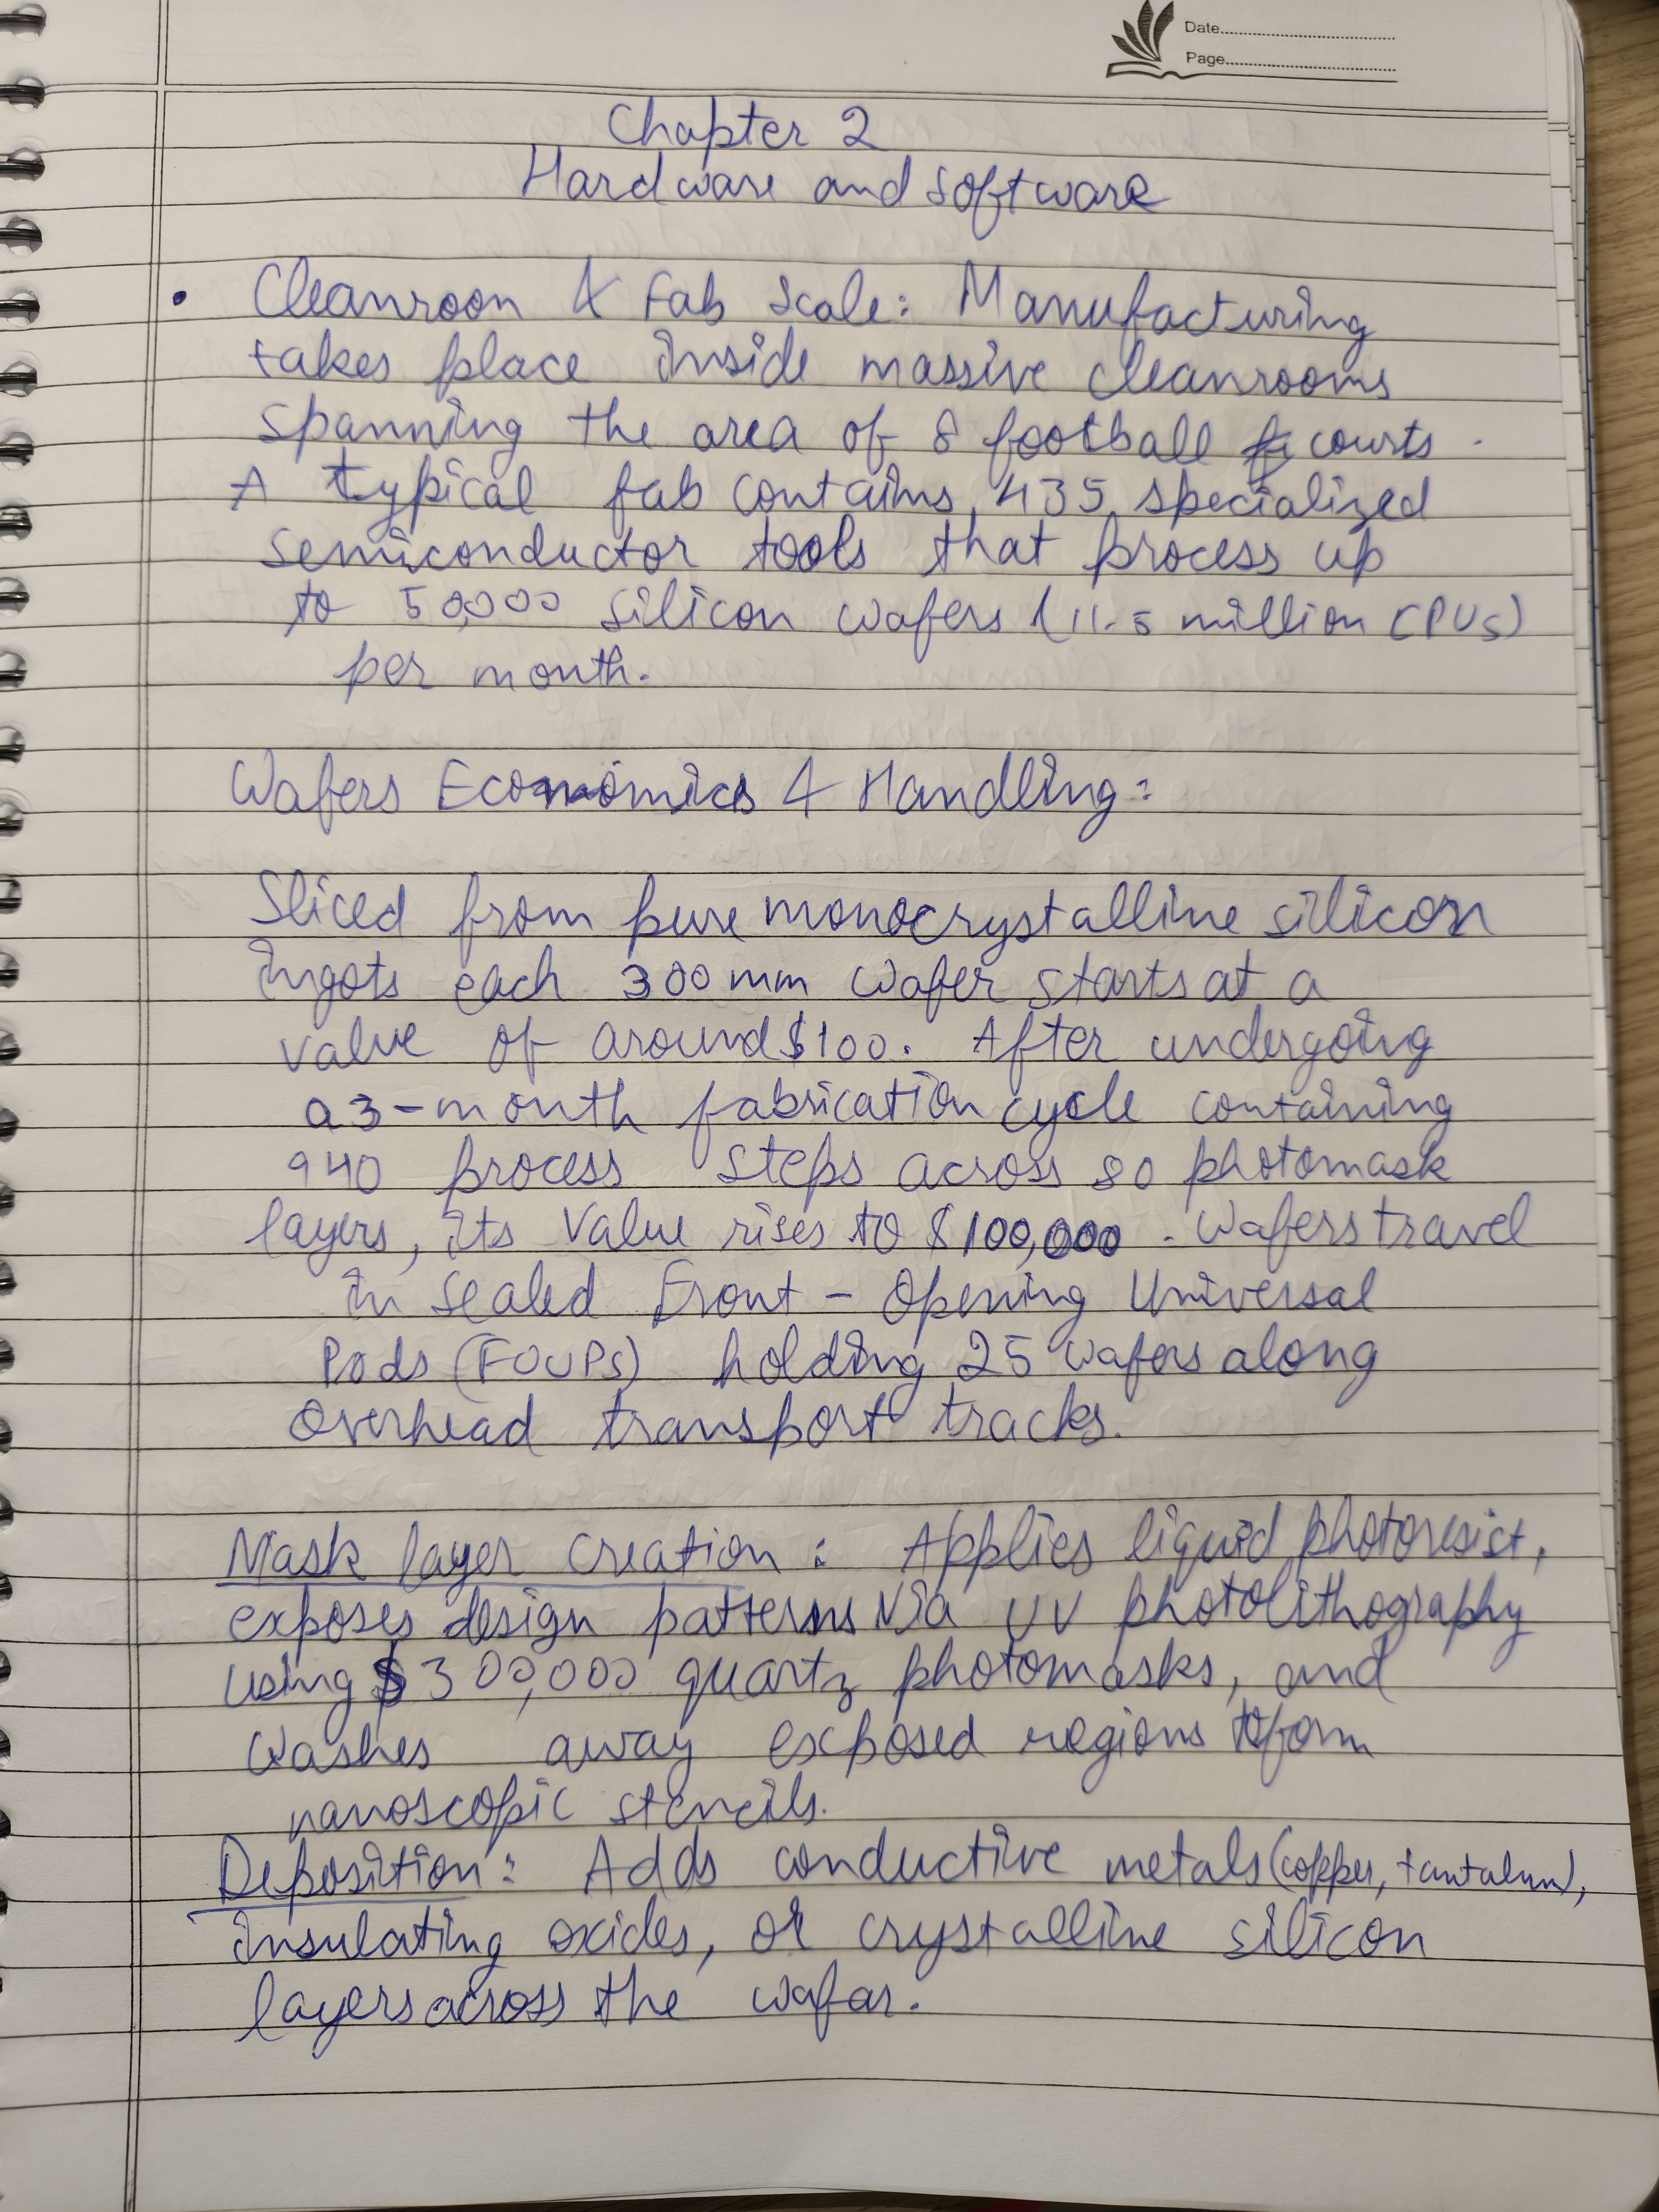 Date
Page
Chapter 2
Hardware and software
• Cleanroon & Fab Scale: Manufacturing
takes place inside massive cleanrooms
spanning the area of 8 football courts.
A typical fab contains 435 specialized
semiconductor tools that process up
to 50,000 silicon wafers (11.5 million CPUs)
per month.
Wafers Economics & Handling:
Sliced from pure monocrystalline silicon
ingots each 300mm wafer starts at a
value of around $100. After undergoing
a 3-month fabrication cycle containing
940 process steps across 80 photomask
layers, its value rises to $100,000. Wafers travel
in sealed Front-Opening Universal
Pods (FOUPs) holding 25 wafers along
overhead transport tracks.
Mask layer creation: Applies liquid photoresist,
exposes design patterns via UV photolithography
using $300,000 quartz photomasks, and
washes away exposed regions to form
nanoscopic stencils.
Deposition: Adds conductive metals (copper, tantalum),
insulating oxides, or crystalline silicon
layers across the wafar.